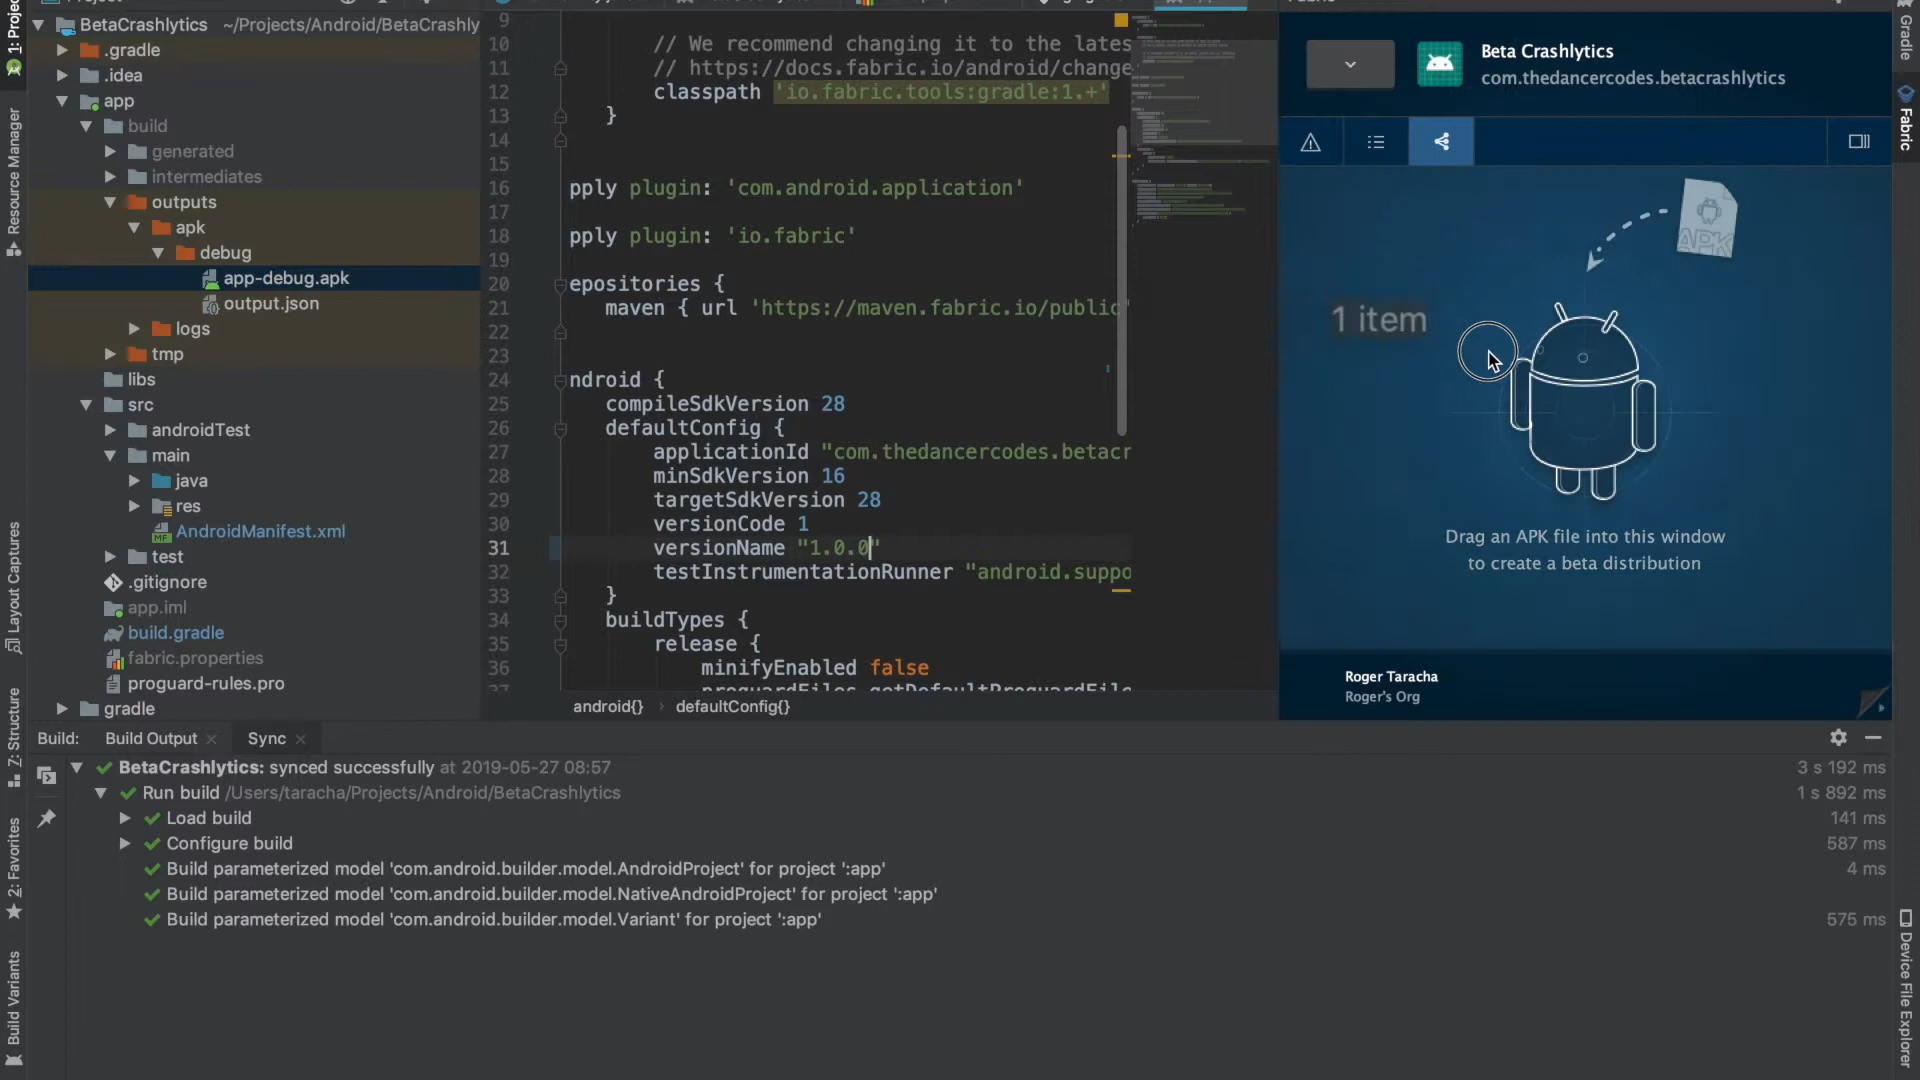 1: Project
Resource Manager
Layout Captures
Z: Structure
2: Favorites
Build Variants
BetaCrashlytics ~/Projects/Android/BetaCrashly
.gradle
.idea
app
build
generated
intermediates
outputs
apk
debug
app-debug.apk
output.json
logs
tmp
libs
src
androidTest
main
java
res
AndroidManifest.xml
test
.gitignore
app.iml
build.gradle
fabric.properties
proguard-rules.pro
gradle
9
10 // We recommend changing it to the lates
11 // https://docs.fabric.io/android/change
12 classpath 'io.fabric.tools:gradle:1.+'
13 }
14
15
16 pply plugin: 'com.android.application'
17
18 pply plugin: 'io.fabric'
19
20 epositories {
21 maven { url 'https://maven.fabric.io/public'
22
23
24 ndroid {
25 compileSdkVersion 28
26 defaultConfig {
27 applicationId "com.thedancercodes.betacr
28 minSdkVersion 16
29 targetSdkVersion 28
30 versionCode 1
31 versionName "1.0.0"
32 testInstrumentationRunner "android.suppo
33 }
34 buildTypes {
35 release {
36 minifyEnabled false
37 proguardFiles getDefaultProguardFile
android{} › defaultConfig{}
Beta Crashlytics
com.thedancercodes.betacrashlytics
APK
1 item
Drag an APK file into this window
to create a beta distribution
Roger Taracha
Roger's Org
Gradle
Fabric
Device File Explorer
Build: Build Output × Sync ×
BetaCrashlytics: synced successfully at 2019-05-27 08:57 3 s 192 ms
Run build /Users/taracha/Projects/Android/BetaCrashlytics 1 s 892 ms
Load build 141 ms
Configure build 587 ms
Build parameterized model 'com.android.builder.model.AndroidProject' for project ':app' 4 ms
Build parameterized model 'com.android.builder.model.NativeAndroidProject' for project ':app'
Build parameterized model 'com.android.builder.model.Variant' for project ':app' 575 ms